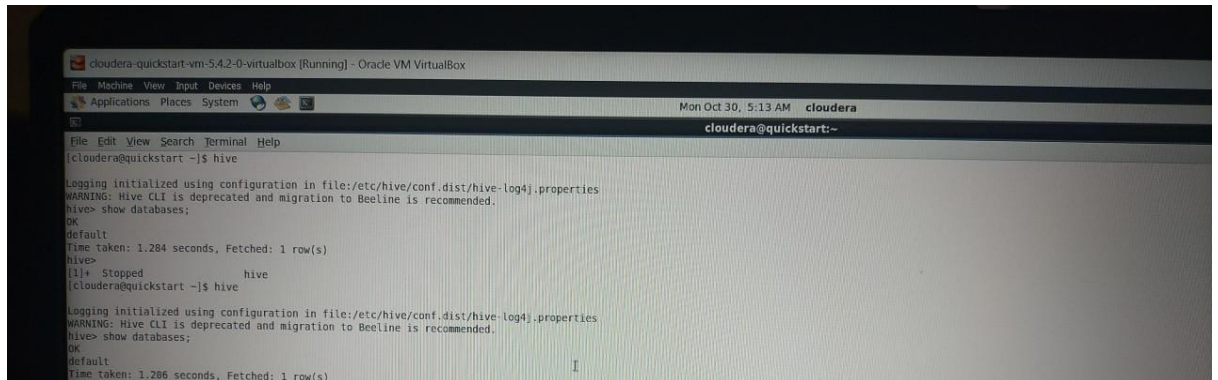 cloudera-quickstart-vm-5.4.2-0-virtualbox [Running] - Oracle VM VirtualBox
File Machine View Input Devices Help
Applications Places System Mon Oct 30, 5:13 AM cloudera
cloudera@quickstart:~
File Edit View Search Terminal Help
[cloudera@quickstart ~]$ hive
Logging initialized using configuration in file:/etc/hive/conf.dist/hive-log4j.properties
WARNING: Hive CLI is deprecated and migration to Beeline is recommended.
hive> show databases;
OK
default
Time taken: 1.284 seconds, Fetched: 1 row(s)
hive>
[1]+ Stopped hive
[cloudera@quickstart ~]$ hive
Logging initialized using configuration in file:/etc/hive/conf.dist/hive-log4j.properties
WARNING: Hive CLI is deprecated and migration to Beeline is recommended.
hive> show databases;
OK
default
Time taken: 1.286 seconds, Fetched: 1 row(s)